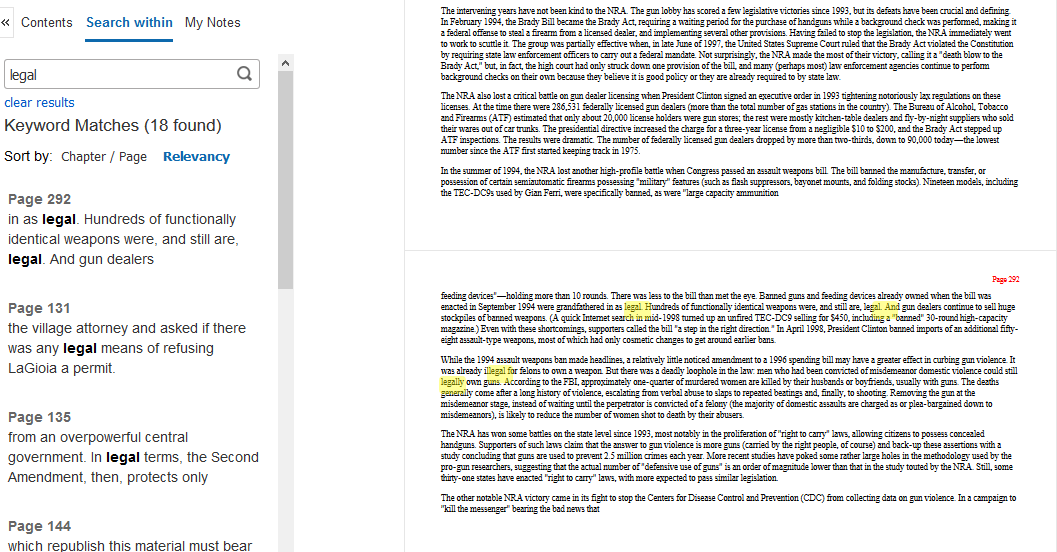 «
Contents
Search within
My Notes
legal
clear results
Keyword Matches (18 found)
Sort by: Chapter / Page Relevancy
Page 292
in as legal. Hundreds of functionally
identical weapons were, and still are,
legal. And gun dealers
Page 131
the village attorney and asked if there
was any legal means of refusing
LaGioia a permit.
Page 135
from an overpowerful central
government. In legal terms, the Second
Amendment, then, protects only
Page 144
which republish this material must bear
The intervening years have not been kind to the NRA. The gun lobby has scored a few legislative victories since 1993, but its defeats have been crucial and defining.
In February 1994, the Brady Bill became the Brady Act, requiring a waiting period for the purchase of handguns while a background check was performed, making it
a federal offense to steal a firearm from a licensed dealer, and implementing several other provisions. Having failed to stop the legislation, the NRA immediately went
to work to scuttle it. The group was partially effective when, in late June of 1997, the United States Supreme Court ruled that the Brady Act violated the Constitution
by requiring state law enforcement officers to carry out a federal mandate. Not surprisingly, the NRA made the most of their victory, calling it a "death blow to the
Brady Act," but, in fact, the high court had only struck down one provision of the bill, and many (perhaps most) law enforcement agencies continue to perform
background checks on their own because they believe it is good policy or they are already required to by state law.
The NRA also lost a critical battle on gun dealer licensing when President Clinton signed an executive order in 1993 tightening notoriously lax regulations on these
licenses. At the time there were 286,531 federally licensed gun dealers (more than the total number of gas stations in the country). The Bureau of Alcohol, Tobacco
and Firearms (ATF) estimated that only about 20,000 license holders were gun stores; the rest were mostly kitchen-table dealers and fly-by-night suppliers who sold
their wares out of car trunks. The presidential directive increased the charge for a three-year license from a negligible $10 to $200, and the Brady Act stepped up
ATF inspections. The results were dramatic. The number of federally licensed gun dealers dropped by more than two-thirds, down to 90,000 today—the lowest
number since the ATF first started keeping track in 1975.
In the summer of 1994, the NRA lost another high-profile battle when Congress passed an assault weapons bill. The bill banned the manufacture, transfer, or
possession of certain semiautomatic firearms possessing "military" features (such as flash suppressors, bayonet mounts, and folding stocks). Nineteen models, including
the TEC-DC9s used by Gian Ferri, were specifically banned, as were "large capacity ammunition
Page 292
feeding devices"—holding more than 10 rounds. There was less to the bill than met the eye. Banned guns and feeding devices already owned when the bill was
enacted in September 1994 were grandfathered in as legal. Hundreds of functionally identical weapons were, and still are, legal. And gun dealers continue to sell huge
stockpiles of banned weapons. (A quick Internet search in mid-1998 turned up an unfired TEC-DC9 selling for $450, including a "banned" 30-round high-capacity
magazine.) Even with these shortcomings, supporters called the bill "a step in the right direction." In April 1998, President Clinton banned imports of an additional fifty-
eight assault-type weapons, most of which had only cosmetic changes to get around earlier bans.
While the 1994 assault weapons ban made headlines, a relatively little noticed amendment to a 1996 spending bill may have a greater effect in curbing gun violence. It
was already illegal for felons to own a weapon. But there was a deadly loophole in the law: men who had been convicted of misdemeanor domestic violence could still
legally own guns. According to the FBI, approximately one-quarter of murdered women are killed by their husbands or boyfriends, usually with guns. The deaths
generally come after a long history of violence, escalating from verbal abuse to slaps to repeated beatings and, finally, to shooting. Removing the gun at the
misdemeanor stage, instead of waiting until the perpetrator is convicted of a felony (the majority of domestic assaults are charged as or plea-bargained down to
misdemeanors), is likely to reduce the number of women shot to death by their abusers.
The NRA has won some battles on the state level since 1993, most notably in the proliferation of "right to carry" laws, allowing citizens to possess concealed
handguns. Supporters of such laws claim that the answer to gun violence is more guns (carried by the right people, of course) and back-up these assertions with a
study concluding that guns are used to prevent 2.5 million crimes each year. More recent studies have poked some rather large holes in the methodology used by the
pro-gun researchers, suggesting that the actual number of "defensive use of guns" is an order of magnitude lower than that in the study touted by the NRA. Still, some
thirty-one states have enacted "right to carry" laws, with more expected to pass similar legislation.
The other notable NRA victory came in its fight to stop the Centers for Disease Control and Prevention (CDC) from collecting data on gun violence. In a campaign to
"kill the messenger" bearing the bad news that